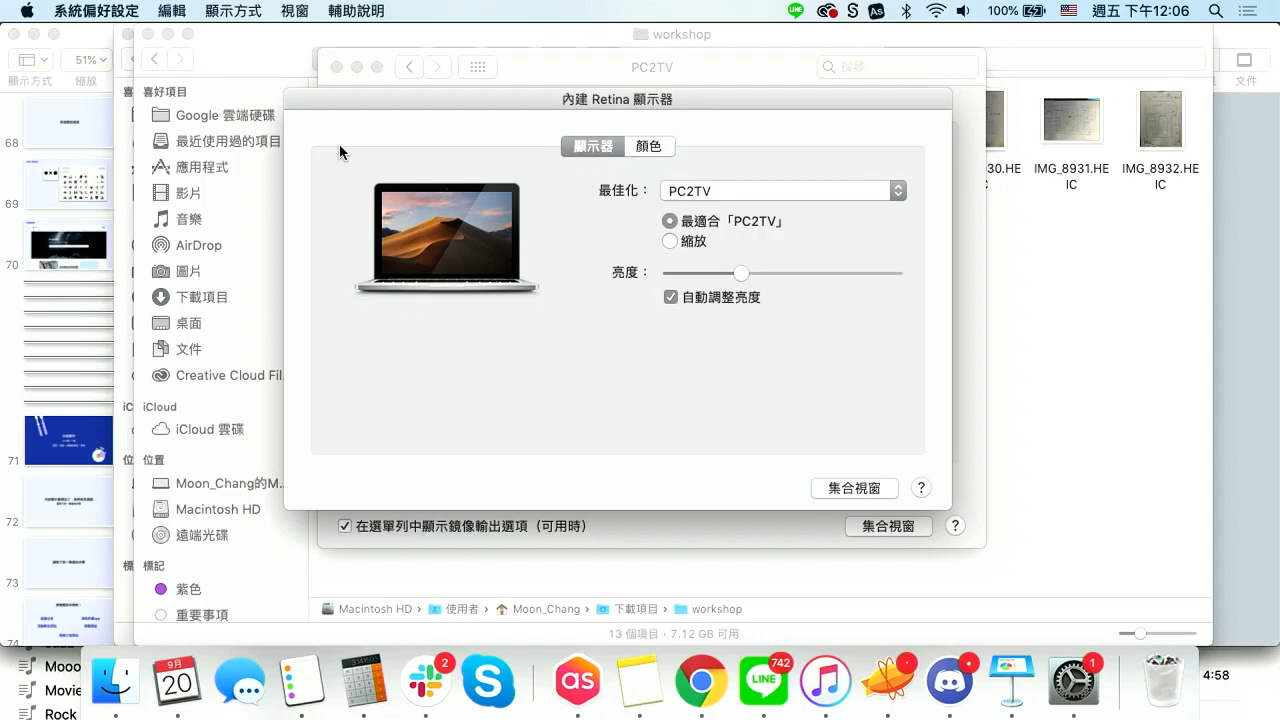 系統偏好設定 編輯 顯示方式 視窗 輔助說明
100% 週五 下午12:06
workshop
51%
顯示方式 縮放
文件
PC2TV
搜尋
內建 Retina 顯示器
顯示器 顏色
最佳化：
PC2TV
最適合「PC2TV」
縮放
亮度：
自動調整亮度
集合視窗
?
在選單列中顯示鏡像輸出選項（可用時）
集合視窗
?
喜好項目
Google 雲端硬碟
最近使用過的項目
應用程式
影片
音樂
AirDrop
圖片
下載項目
桌面
文件
Creative Cloud Fil...
iCloud
iCloud 雲碟
位置
Moon_Chang的M...
Macintosh HD
遠端光碟
標記
紫色
重要事項
68
69
70
71
72
73
74
30.HE
C
IMG_8931.HE
IC
IMG_8932.HE
IC
Macintosh HD › 使用者 › Moon_Chang › 下載項目 › workshop
13 個項目，7.12 GB 可用
Movie
Rock
4:58
9月
20
2
as
LINE
742
1